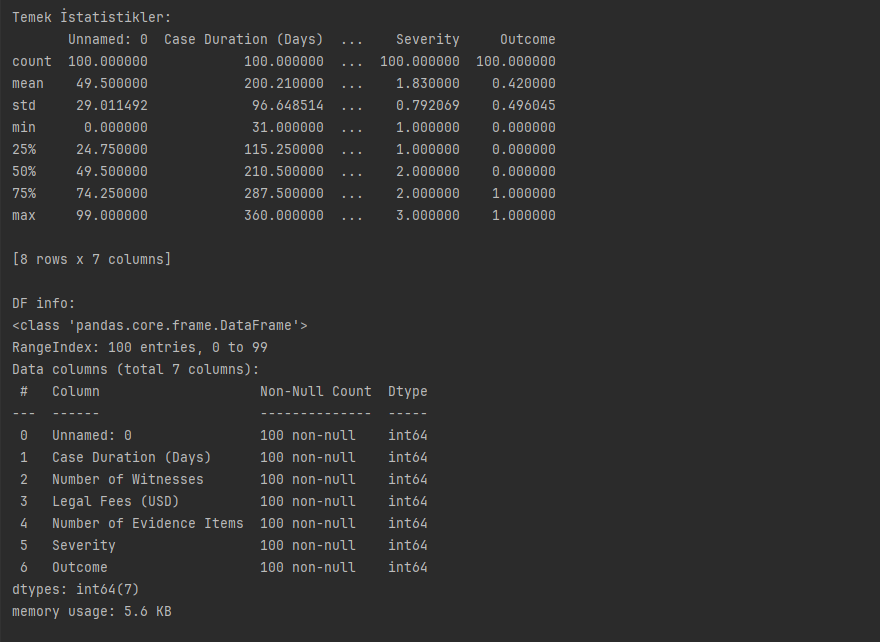 Temek İstatistikler:
       Unnamed: 0  Case Duration (Days)  ...    Severity     Outcome
count  100.000000            100.000000  ...  100.000000  100.000000
mean    49.500000            200.210000  ...    1.830000    0.420000
std     29.011492             96.648514  ...    0.792069    0.496045
min      0.000000             31.000000  ...    1.000000    0.000000
25%     24.750000            115.250000  ...    1.000000    0.000000
50%     49.500000            210.500000  ...    2.000000    0.000000
75%     74.250000            287.500000  ...    2.000000    1.000000
max     99.000000            360.000000  ...    3.000000    1.000000
[8 rows x 7 columns]
DF info:
<class 'pandas.core.frame.DataFrame'>
RangeIndex: 100 entries, 0 to 99
Data columns (total 7 columns):
 #   Column                    Non-Null Count  Dtype
---  ------                    --------------  -----
 0   Unnamed: 0                100 non-null    int64
 1   Case Duration (Days)      100 non-null    int64
 2   Number of Witnesses       100 non-null    int64
 3   Legal Fees (USD)          100 non-null    int64
 4   Number of Evidence Items  100 non-null    int64
 5   Severity                  100 non-null    int64
 6   Outcome                   100 non-null    int64
dtypes: int64(7)
memory usage: 5.6 KB